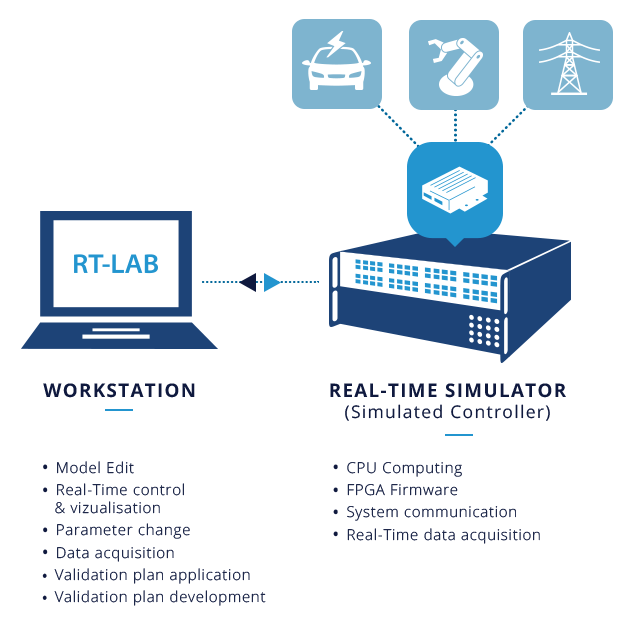 RT-LAB
WORKSTATION
• Model Edit
• Real-Time control
& vizualisation
• Parameter change
• Data acquisition
• Validation plan application
• Validation plan development
REAL-TIME SIMULATOR
(Simulated Controller)
• CPU Computing
• FPGA Firmware
• System communication
• Real-Time data acquisition